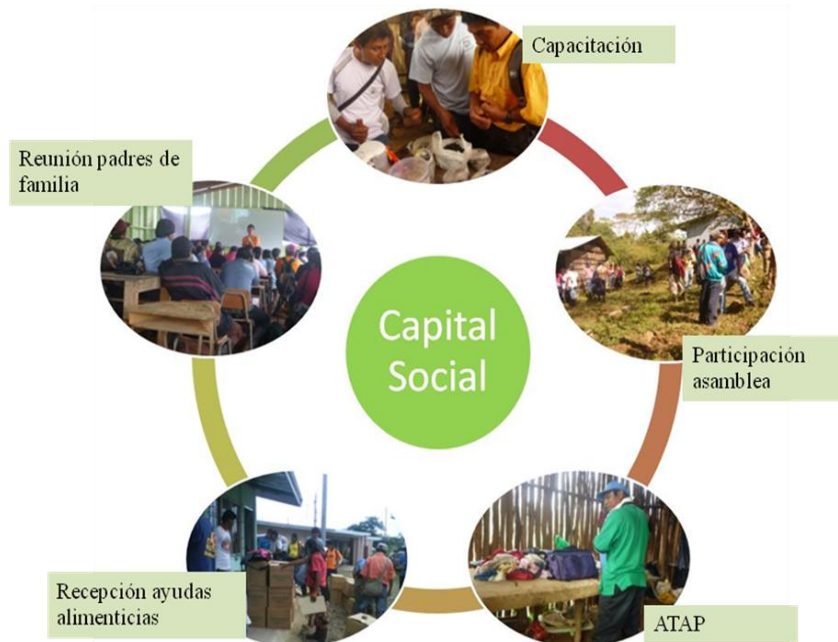 Capacitación
Reunión padres de
familia
Capital
Social
Participación
asamblea
Recepción ayudas
alimenticias
ATAP